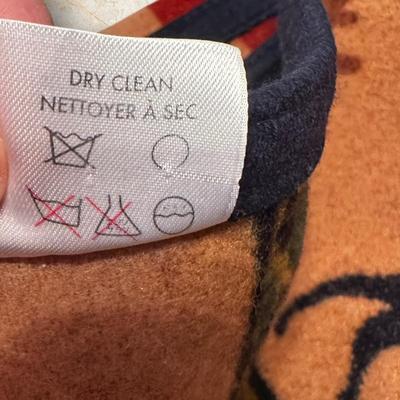 DRY CLEAN
NETTOYER À SEC